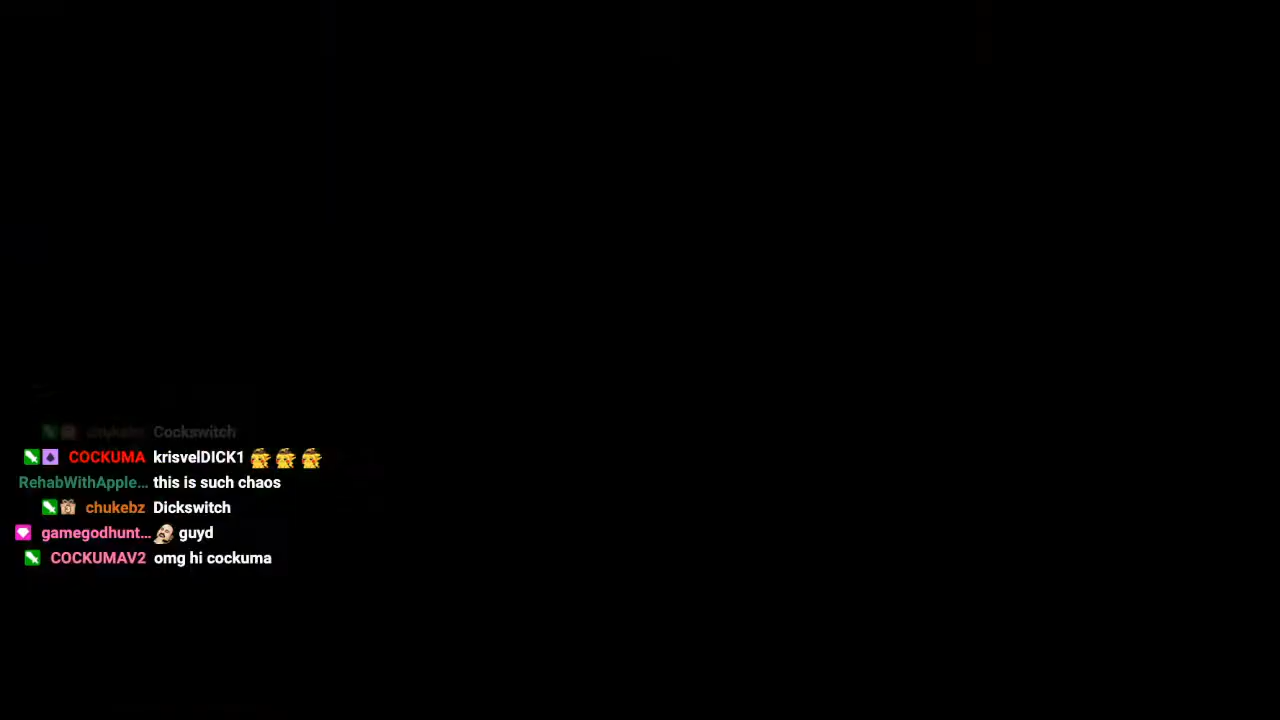 Cockswitch
COCKUMA krisvelDICK1
RehabWithApple... this is such chaos
chukebz Dickswitch
gamegodhunt... guyd
COCKUMAV2 omg hi cockuma